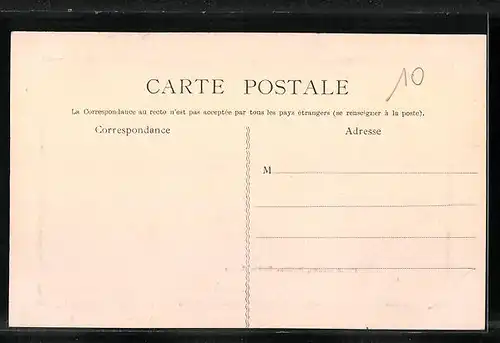 10
CARTE POSTALE
La Correspondance au recto n'est pas acceptée par tous les pays étrangers (se renseigner à la poste).
Correspondance
Adresse
M